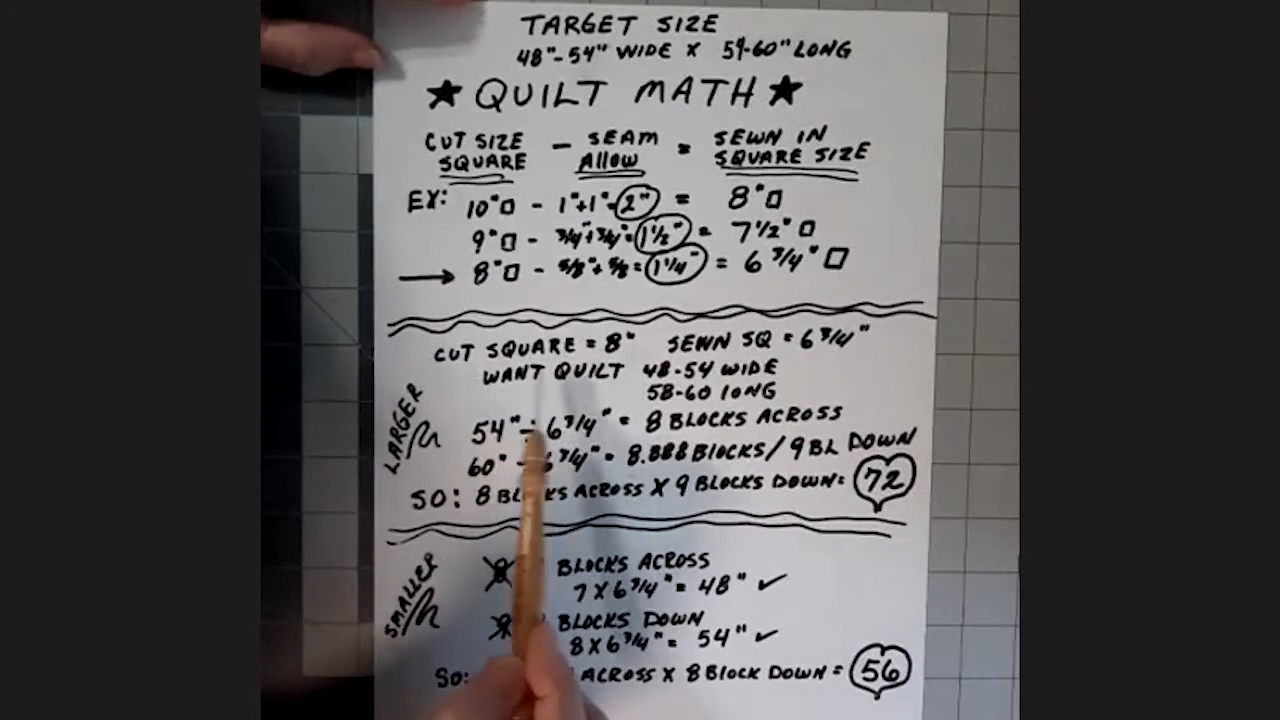 TARGET SIZE
48"-54" WIDE X 59-60" LONG
★ QUILT MATH ★
CUT SIZE SQUARE - SEAM ALLOW = SEWN IN SQUARE SIZE
EX: 10"□ - 1"+1"=2" = 8"□
9"□ - 3/4"+3/4"=1 1/2" = 7 1/2"□
→ 8"□ - 5/8"+5/8=1 1/4" = 6 3/4"□
CUT SQUARE = 8" SEWN SQ = 6 3/4"
WANT QUILT 48-54 WIDE
58-60 LONG
LARGER
54" ÷ 6 3/4" = 8 BLOCKS ACROSS
60" 6 3/4" = 8.888 BLOCKS/9 BL DOWN
SO: 8 BLOCKS ACROSS X 9 BLOCKS DOWN = 72
SMALLER
BLOCKS ACROSS
7 X 6 3/4" = 48" ✓
BLOCKS DOWN
8 X 6 3/4" = 54" ✓
SO: ACROSS X 8 BLOCK DOWN = 56